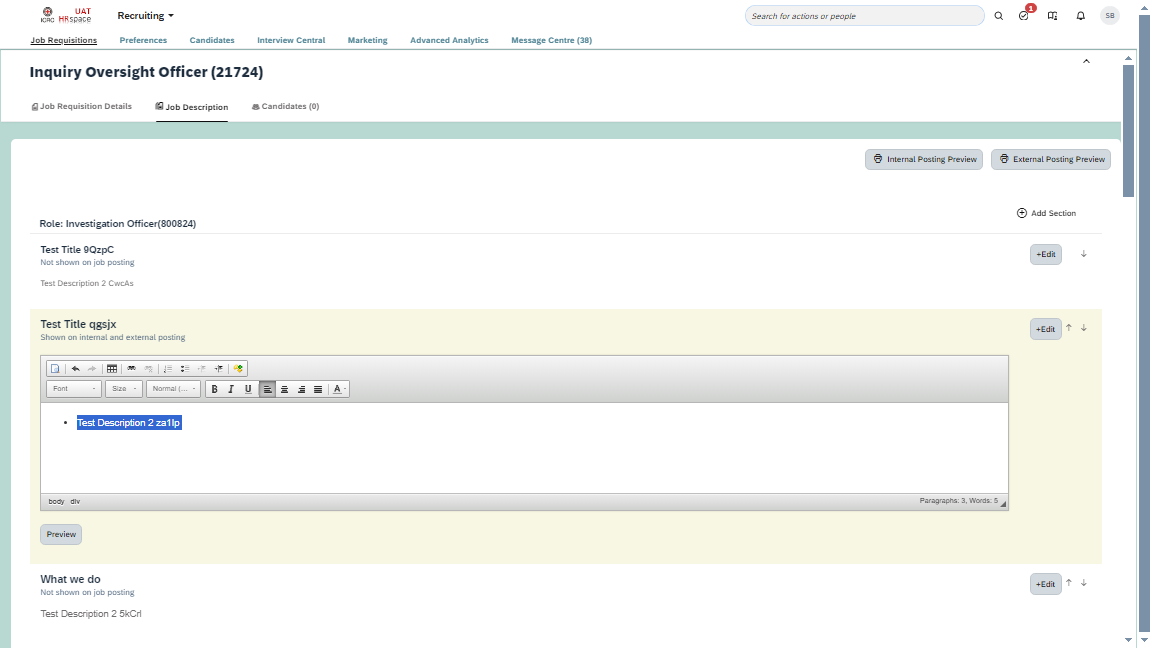 ICRC
UAT
HRspace
Recruiting
Search for actions or people
1
SB
Job Requisitions
Preferences
Candidates
Interview Central
Marketing
Advanced Analytics
Message Centre (38)
Inquiry Oversight Officer (21724)
Job Requisition Details
Job Description
Candidates (0)
Internal Posting Preview
External Posting Preview
Add Section
Role: Investigation Officer(800824)
Test Title 9QzpC
Not shown on job posting
Test Description 2 CwcAs
+Edit
Test Title qgsjx
Shown on internal and external posting
+Edit
Font
Size
Normal (...
B I U
A
Test Description 2 za1lp
body div
Paragraphs: 3, Words: 5
Preview
What we do
Not shown on job posting
+Edit
Test Description 2 5kCrl